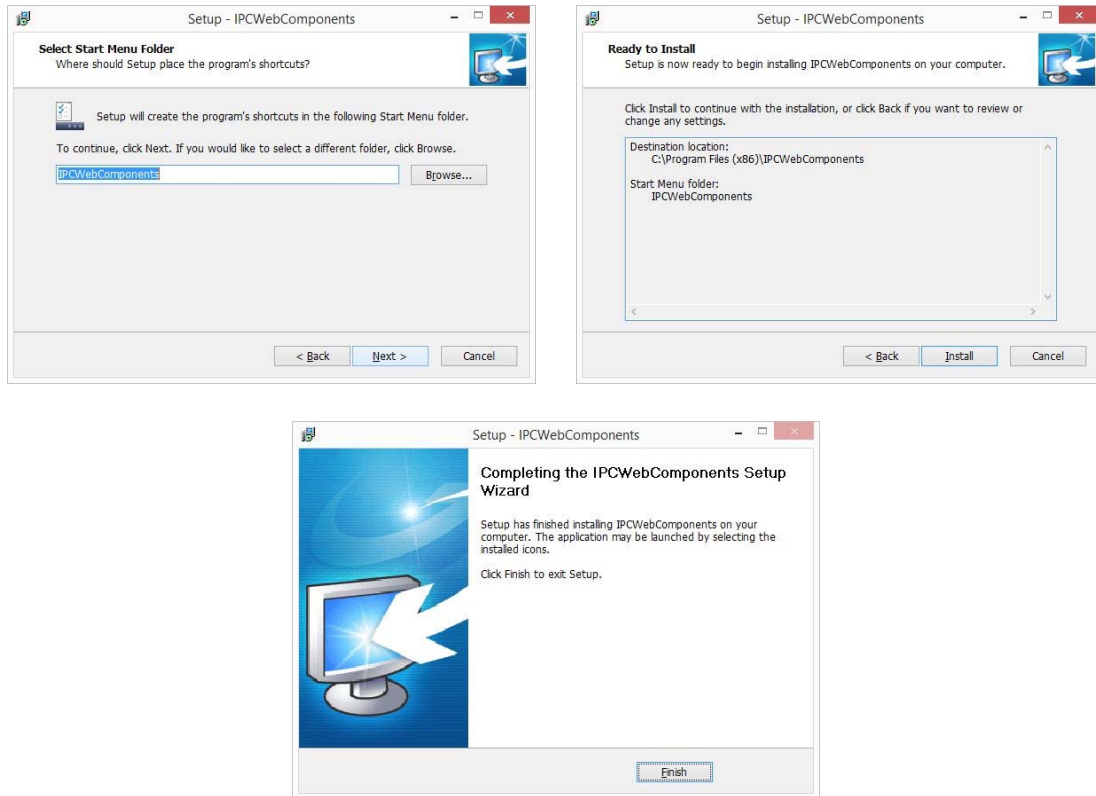 Setup - IPCWebComponents
Select Start Menu Folder
Where should Setup place the program's shortcuts?
Setup will create the program's shortcuts in the following Start Menu folder.
To continue, click Next. If you would like to select a different folder, click Browse.
IPCWebComponents
Browse...
< Back
Next >
Cancel
Setup - IPCWebComponents
Ready to Install
Setup is now ready to begin installing IPCWebComponents on your computer.
Click Install to continue with the installation, or click Back if you want to review or
change any settings.
Destination location:
C:\Program Files (x86)\IPCWebComponents
Start Menu folder:
IPCWebComponents
< Back
Install
Cancel
Setup - IPCWebComponents
Completing the IPCWebComponents Setup
Wizard
Setup has finished installing IPCWebComponents on your
computer. The application may be launched by selecting the
installed icons.
Click Finish to exit Setup.
Finish